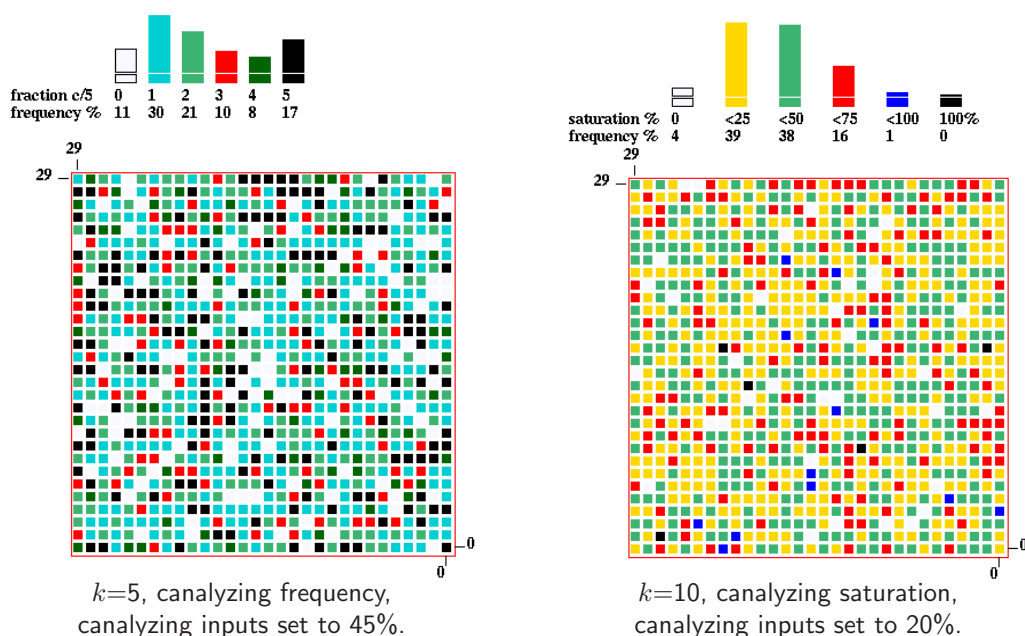 fraction c/5 0 1 2 3 4 5
frequency % 11 30 21 10 8 17
29
29
0
0
k=5, canalyzing frequency,
canalyzing inputs set to 45%.
saturation % 0 <25 <50 <75 <100 100%
frequency % 4 39 38 16 1 0
29
29
0
0
k=10, canalyzing saturation,
canalyzing inputs set to 20%.